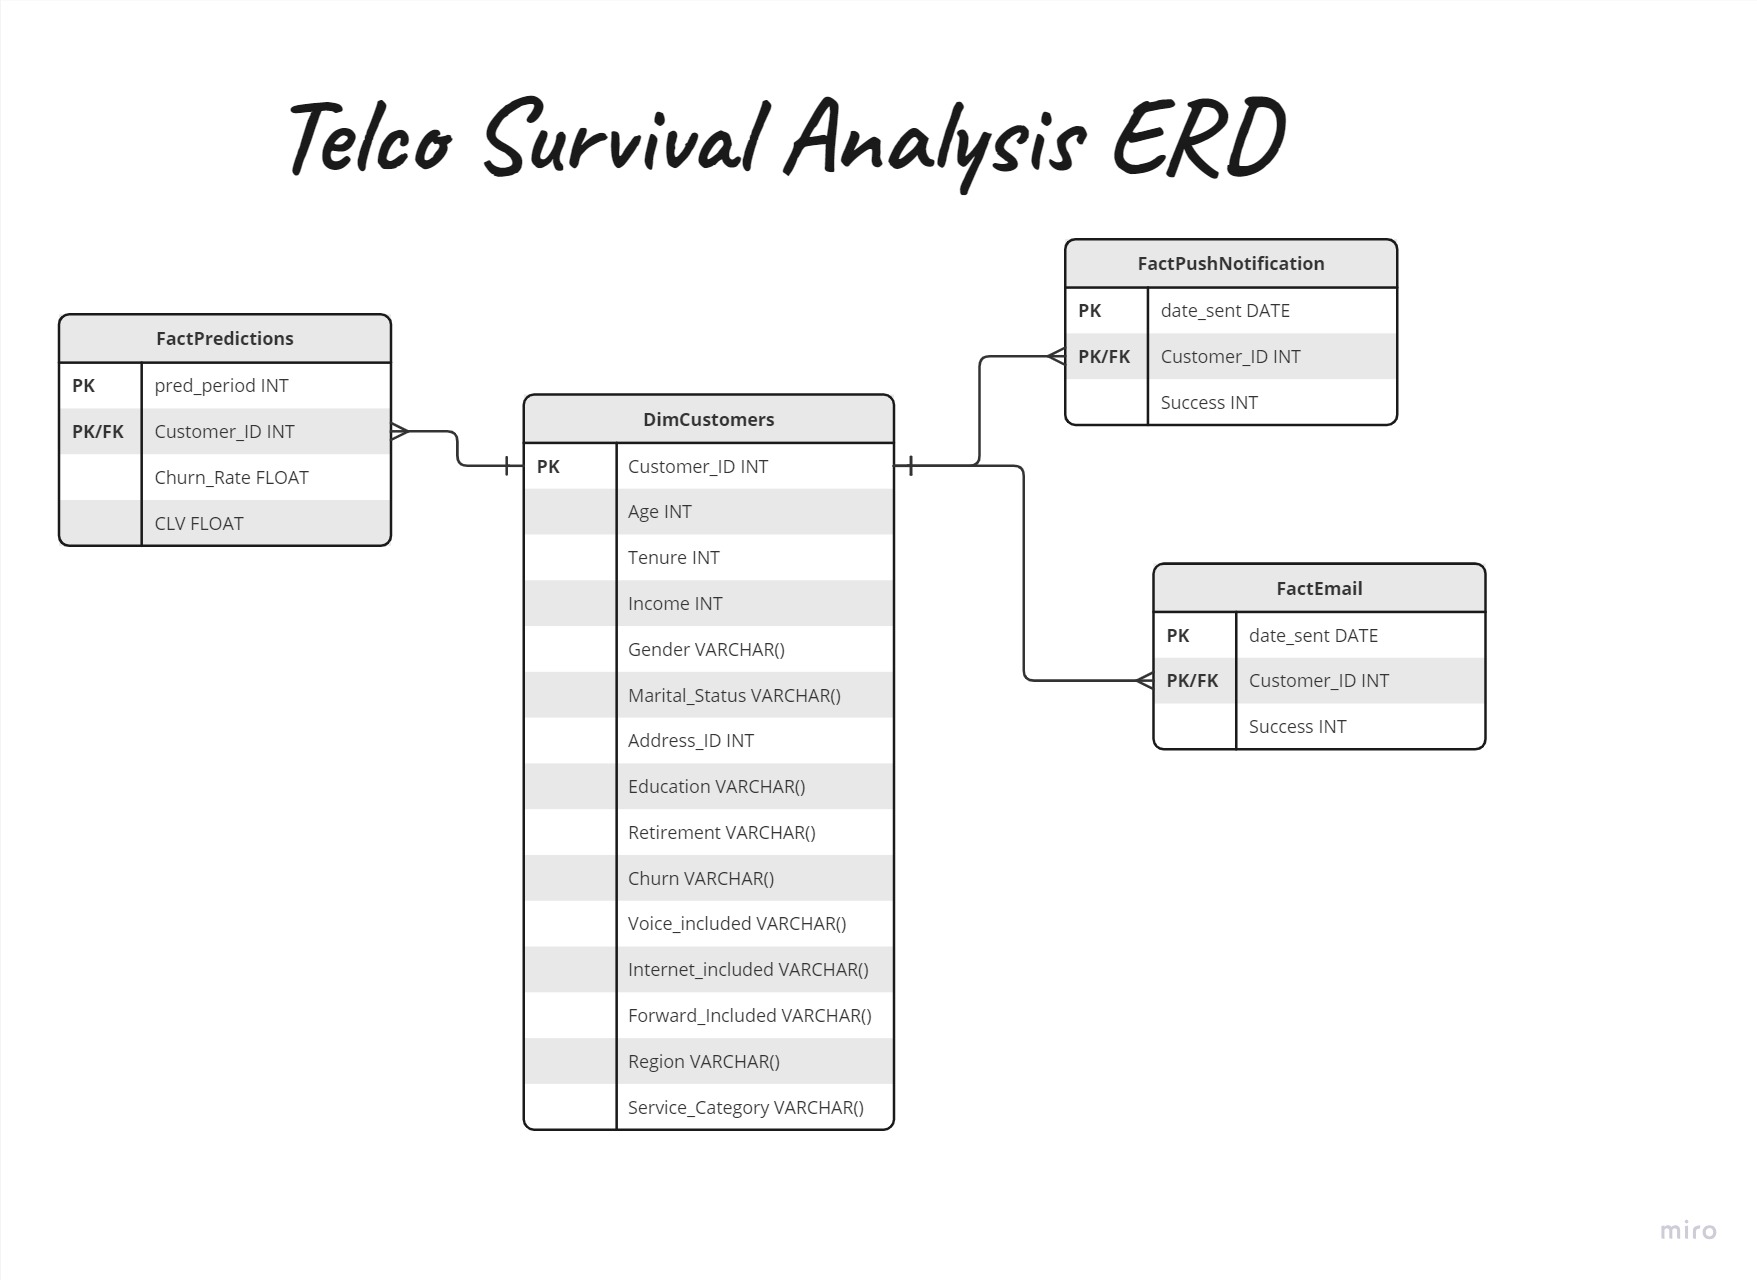 Telco Survival Analysis ERD
FactPredictions
PK pred_period INT
PK/FK Customer_ID INT
Churn_Rate FLOAT
CLV FLOAT
DimCustomers
PK Customer_ID INT
Age INT
Tenure INT
Income INT
Gender VARCHAR()
Marital_Status VARCHAR()
Address_ID INT
Education VARCHAR()
Retirement VARCHAR()
Churn VARCHAR()
Voice_included VARCHAR()
Internet_included VARCHAR()
Forward_Included VARCHAR()
Region VARCHAR()
Service_Category VARCHAR()
FactPushNotification
PK date_sent DATE
PK/FK Customer_ID INT
Success INT
FactEmail
PK date_sent DATE
PK/FK Customer_ID INT
Success INT
miro